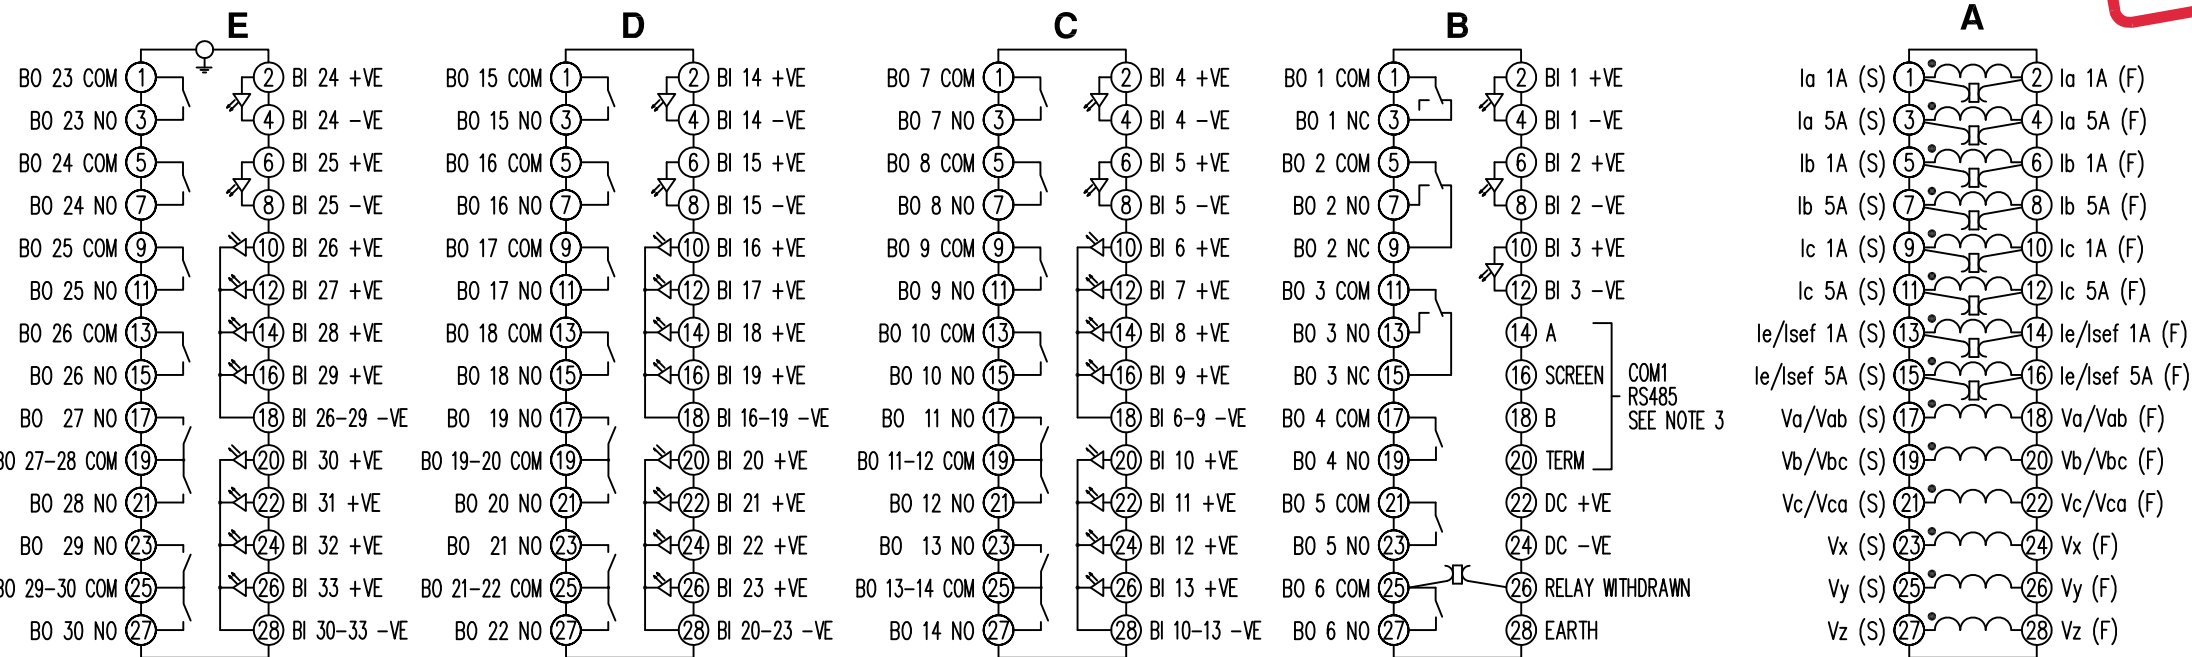 E D C B A
BO 23 COM 1 2 BI 24 +VE BO 15 COM 1 2 BI 14 +VE BO 7 COM 1 2 BI 4 +VE BO 1 COM 1 2 BI 1 +VE Ia 1A (S) 1 2 Ia 1A (F)
BO 23 NO 3 4 BI 24 -VE BO 15 NO 3 4 BI 14 -VE BO 7 NO 3 4 BI 4 -VE BO 1 NC 3 4 BI 1 -VE Ia 5A (S) 3 4 Ia 5A (F)
BO 24 COM 5 6 BI 25 +VE BO 16 COM 5 6 BI 15 +VE BO 8 COM 5 6 BI 5 +VE BO 2 COM 5 6 BI 2 +VE Ib 1A (S) 5 6 Ib 1A (F)
BO 24 NO 7 8 BI 25 -VE BO 16 NO 7 8 BI 15 -VE BO 8 NO 7 8 BI 5 -VE BO 2 NO 7 8 BI 2 -VE Ib 5A (S) 7 8 Ib 5A (F)
BO 25 COM 9 10 BI 26 +VE BO 17 COM 9 10 BI 16 +VE BO 9 COM 9 10 BI 6 +VE BO 2 NC 9 10 BI 3 +VE Ic 1A (S) 9 10 Ic 1A (F)
BO 25 NO 11 12 BI 27 +VE BO 17 NO 11 12 BI 17 +VE BO 9 NO 11 12 BI 7 +VE BO 3 COM 11 12 BI 3 -VE Ic 5A (S) 11 12 Ic 5A (F)
BO 26 COM 13 14 BI 28 +VE BO 18 COM 13 14 BI 18 +VE BO 10 COM 13 14 BI 8 +VE BO 3 NO 13 14 A Ie/Isef 1A (S) 13 14 Ie/Isef 1A (F)
BO 26 NO 15 16 BI 29 +VE BO 18 NO 15 16 BI 19 +VE BO 10 NO 15 16 BI 9 +VE BO 3 NC 15 16 SCREEN COM1 Ie/Isef 5A (S) 15 16 Ie/Isef 5A (F)
RS485
BO 27 NO 17 18 BI 26-29 -VE BO 19 NO 17 18 BI 16-19 -VE BO 11 NO 17 18 BI 6-9 -VE BO 4 COM 17 18 B SEE NOTE 3 Va/Vab (S) 17 18 Va/Vab (F)
BO 27-28 COM 19 20 BI 30 +VE BO 19-20 COM 19 20 BI 20 +VE BO 11-12 COM 19 20 BI 10 +VE BO 4 NO 19 20 TERM Vb/Vbc (S) 19 20 Vb/Vbc (F)
BO 28 NO 21 22 BI 31 +VE BO 20 NO 21 22 BI 21 +VE BO 12 NO 21 22 BI 11 +VE BO 5 COM 21 22 DC +VE Vc/Vca (S) 21 22 Vc/Vca (F)
BO 29 NO 23 24 BI 32 +VE BO 21 NO 23 24 BI 22 +VE BO 13 NO 23 24 BI 12 +VE BO 5 NO 23 24 DC -VE Vx (S) 23 24 Vx (F)
BO 29-30 COM 25 26 BI 33 +VE BO 21-22 COM 25 26 BI 23 +VE BO 13-14 COM 25 26 BI 13 +VE BO 6 COM 25 26 RELAY WITHDRAWN Vy (S) 25 26 Vy (F)
BO 30 NO 27 28 BI 30-33 -VE BO 22 NO 27 28 BI 20-23 -VE BO 14 NO 27 28 BI 10-13 -VE BO 6 NO 27 28 EARTH Vz (S) 27 28 Vz (F)